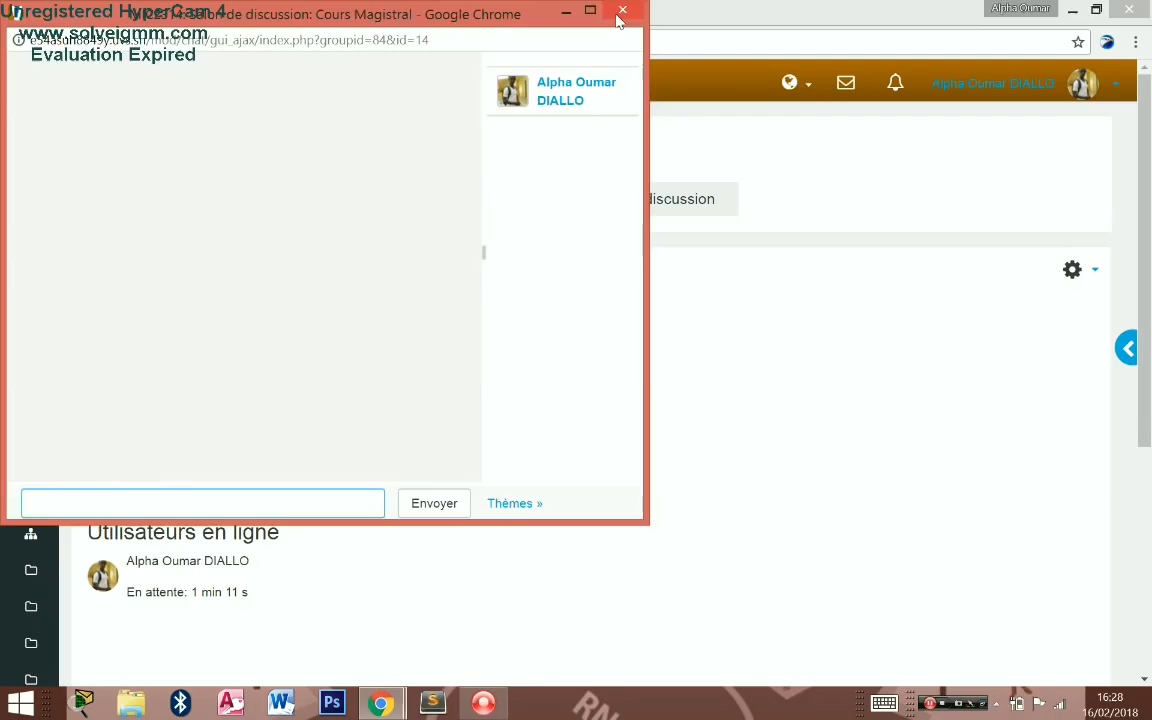 Unregistered HyperCam 4
Salon de discussion: Cours Magistral - Google Chrome
www.solveigmm.com
/mod/chat/gui_ajax/index.php?groupid=84&id=14
Evaluation Expired
Alpha Oumar
Alpha Oumar DIALLO
Alpha Oumar
DIALLO
discussion
Envoyer
Thèmes »
Utilisateurs en ligne
Alpha Oumar DIALLO
En attente: 1 min 11 s
RN
16:28
16/02/2018